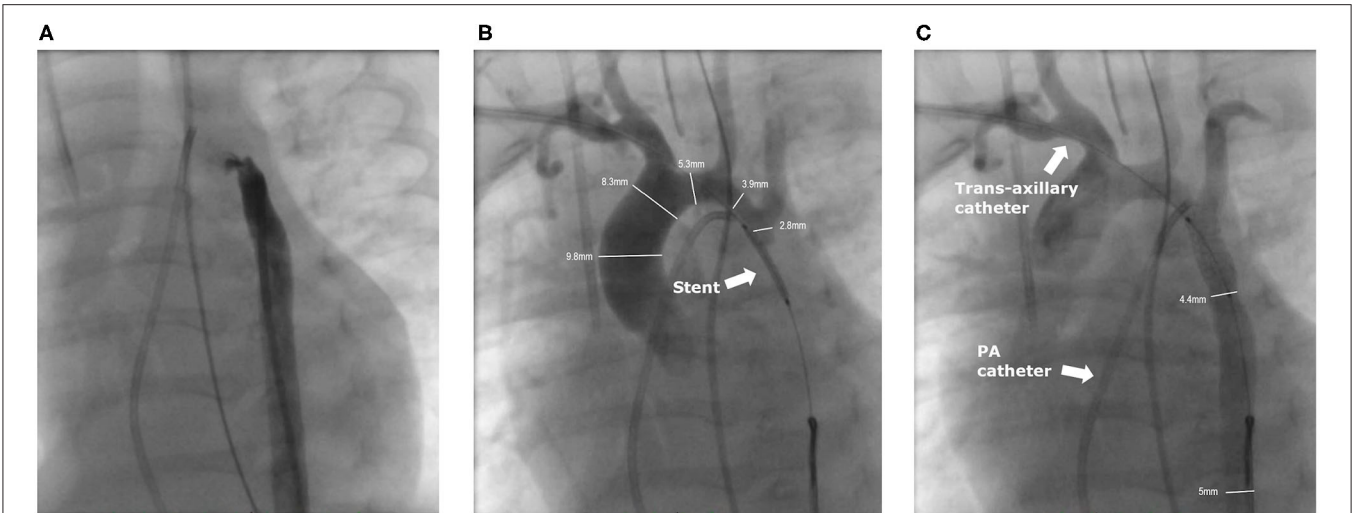 A
B
C
5.3mm
8.3mm
3.9mm
2.8mm
9.8mm
Stent
Trans-axillary
catheter
4.4mm
PA
catheter
5mm